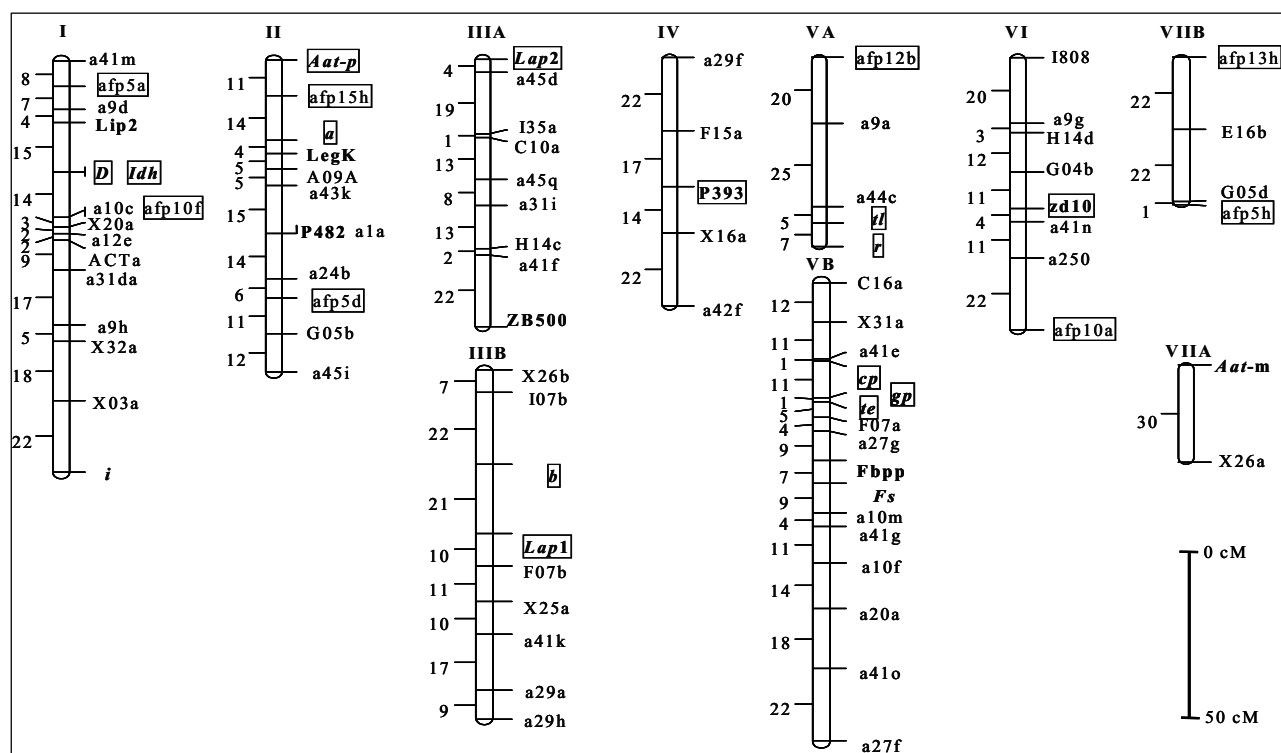 I
a41m
8
afp5a
7
a9d
4
Lip2
15
D Idh
14
a10c afp10f
3
X20a
2
a12e
2
ACTa
9
a31da
17
a9h
5
X32a
18
X03a
22
i
II
Aat-p
11
afp15h
14
a
4
LegK
5
A09A
5
a43k
15
P482 a1a
14
a24b
6
afp5d
11
G05b
12
a45i
IIIA
Lap2
4
a45d
19
I35a
1
C10a
13
a45q
8
a31i
13
H14c
2
a41f
22
ZB500
IIIB
X26b
7
I07b
22
b
21
Lap1
10
F07b
11
X25a
10
a41k
17
a29a
9
a29h
IV
a29f
22
F15a
17
P393
14
X16a
22
a42f
VA
afp12b
20
a9a
25
a44c
5
tl
7
r
VB
C16a
12
X31a
11
a41e
1
cp
11
gp
1
te
5
F07a
4
a27g
9
Fbpp
7
Fs
9
a10m
4
a41g
11
a10f
14
a20a
18
a41o
22
a27f
VI
I808
20
a9g
3
H14d
12
G04b
11
zd10
4
a41n
11
a250
22
afp10a
VIIB
afp13h
22
E16b
22
G05d
1
afp5h
VIIA
Aat-m
30
X26a
0 cM
50 cM